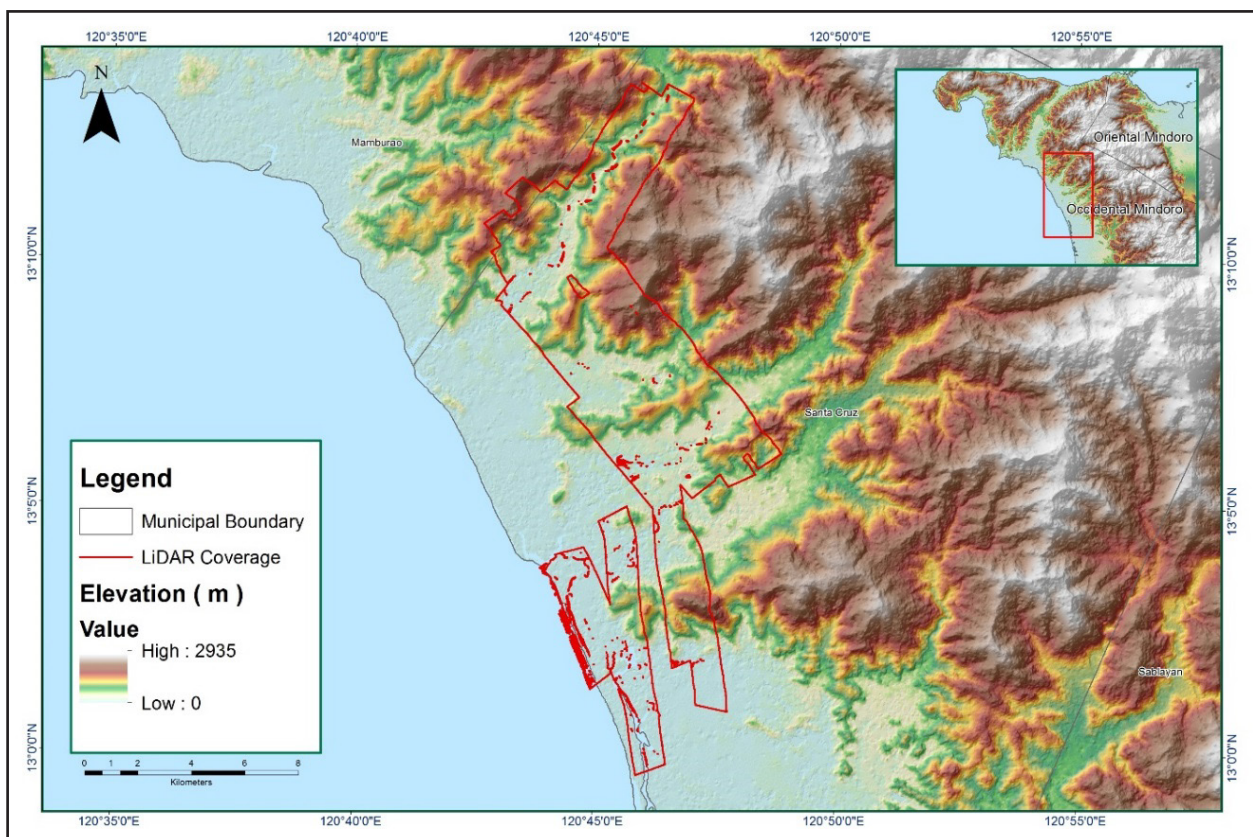 120°35'0"E 120°40'0"E 120°45'0"E 120°50'0"E 120°55'0"E
N
Mamburao
Oriental Mindoro
Occidental Mindoro
13°10'0"N 13°10'0"N
Santa Cruz
Legend
Municipal Boundary
LiDAR Coverage
Elevation ( m )
Value
High : 2935
Low : 0
13°5'0"N 13°5'0"N
Sablayan
13°0'0"N 13°0'0"N
0 1 2 4 6 8
Kilometers
120°35'0"E 120°40'0"E 120°45'0"E 120°50'0"E 120°55'0"E